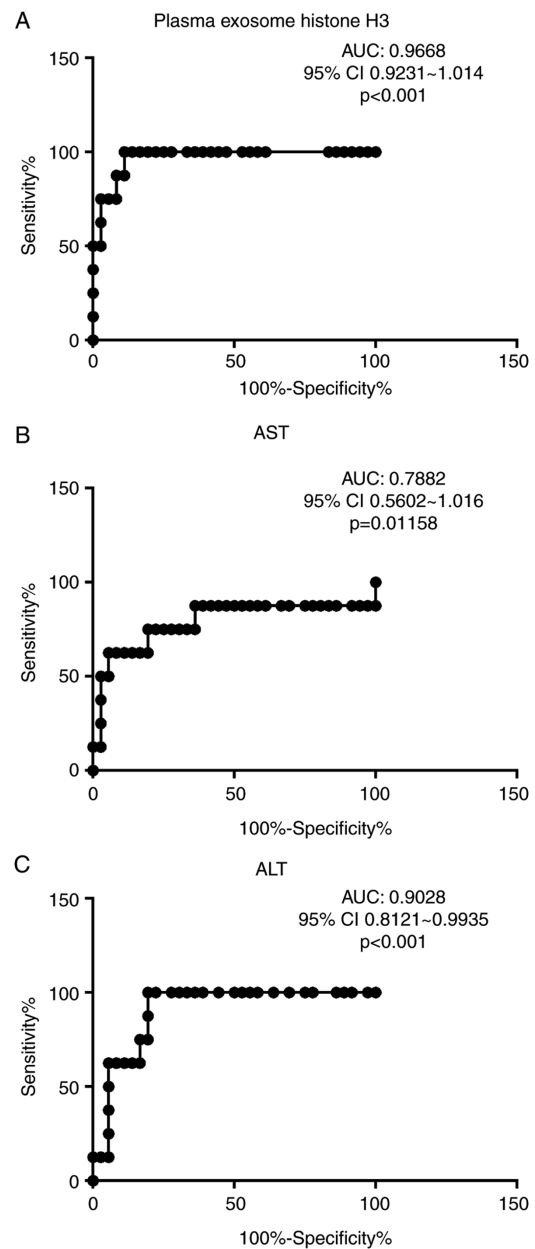 A
Plasma exosome histone H3
AUC: 0.9668
95% CI 0.9231~1.014
p<0.001
150
100
50
0
Sensitivity%
0 50 100 150
100%-Specificity%
B
AST
AUC: 0.7882
95% CI 0.5602~1.016
p=0.01158
150
100
50
0
Sensitivity%
0 50 100 150
100%-Specificity%
C
ALT
AUC: 0.9028
95% CI 0.8121~0.9935
p<0.001
150
100
50
0
Sensitivity%
0 50 100 150
100%-Specificity%